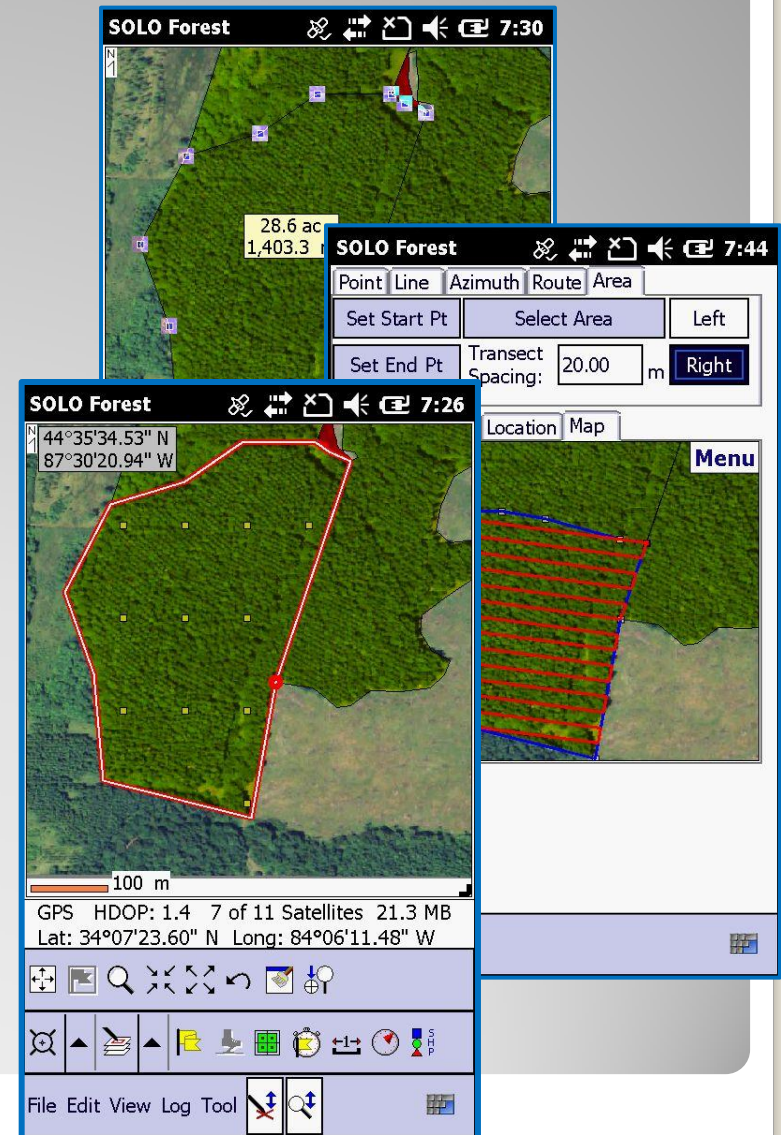 SOLO Forest 7:30
N
1
28.6 ac
1,403.3
SOLO Forest 7:44
Point Line Azimuth Route Area
Set Start Pt Select Area Left
Set End Pt Transect Spacing: 20.00 m Right
Location Map
Menu
SOLO Forest 7:26
N
1
44°35'34.53" N
87°30'20.94" W
100 m
GPS HDOP: 1.4 7 of 11 Satellites 21.3 MB
Lat: 34°07'23.60" N Long: 84°06'11.48" W
1
S H P
File Edit View Log Tool